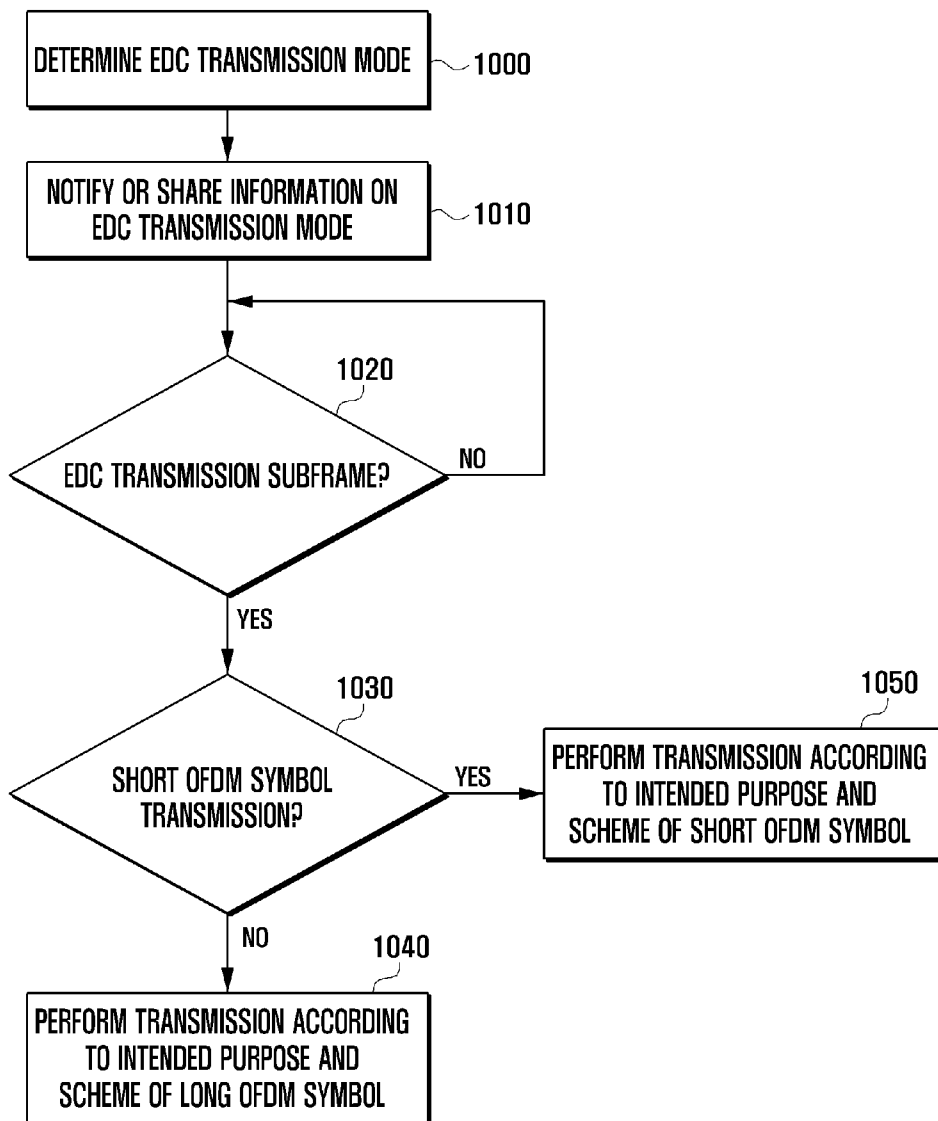 DETERMINE EDC TRANSMISSION MODE
1000
NOTIFY OR SHARE INFORMATION ON
EDC TRANSMISSION MODE
1010
1020
EDC TRANSMISSION SUBFRAME?
NO
YES
1030
SHORT OFDM SYMBOL
TRANSMISSION?
YES
1050
PERFORM TRANSMISSION ACCORDING
TO INTENDED PURPOSE AND
SCHEME OF SHORT OFDM SYMBOL
NO
1040
PERFORM TRANSMISSION ACCORDING
TO INTENDED PURPOSE AND
SCHEME OF LONG OFDM SYMBOL